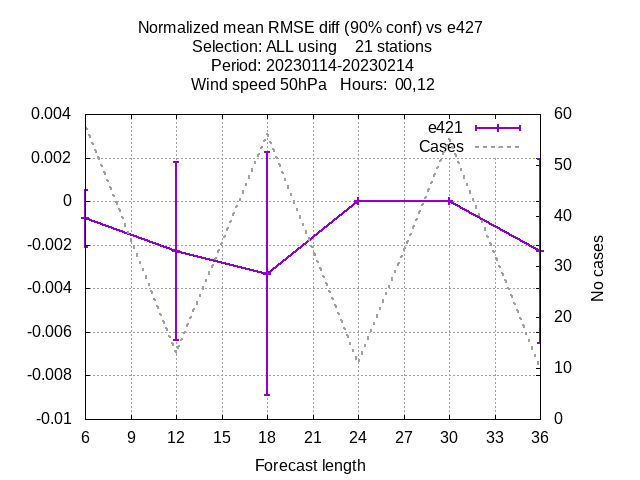 Normalized mean RMSE diff (90% conf) vs e427
Selection: ALL using    21 stations
Period: 20230114-20230214
Wind speed 50hPa   Hours:  00,12
0.004
0.002
0
-0.002
-0.004
-0.006
-0.008
-0.01
e421
Cases
60
50
40
30
20
10
0
No cases
6 9 12 15 18 21 24 27 30 33 36
Forecast length